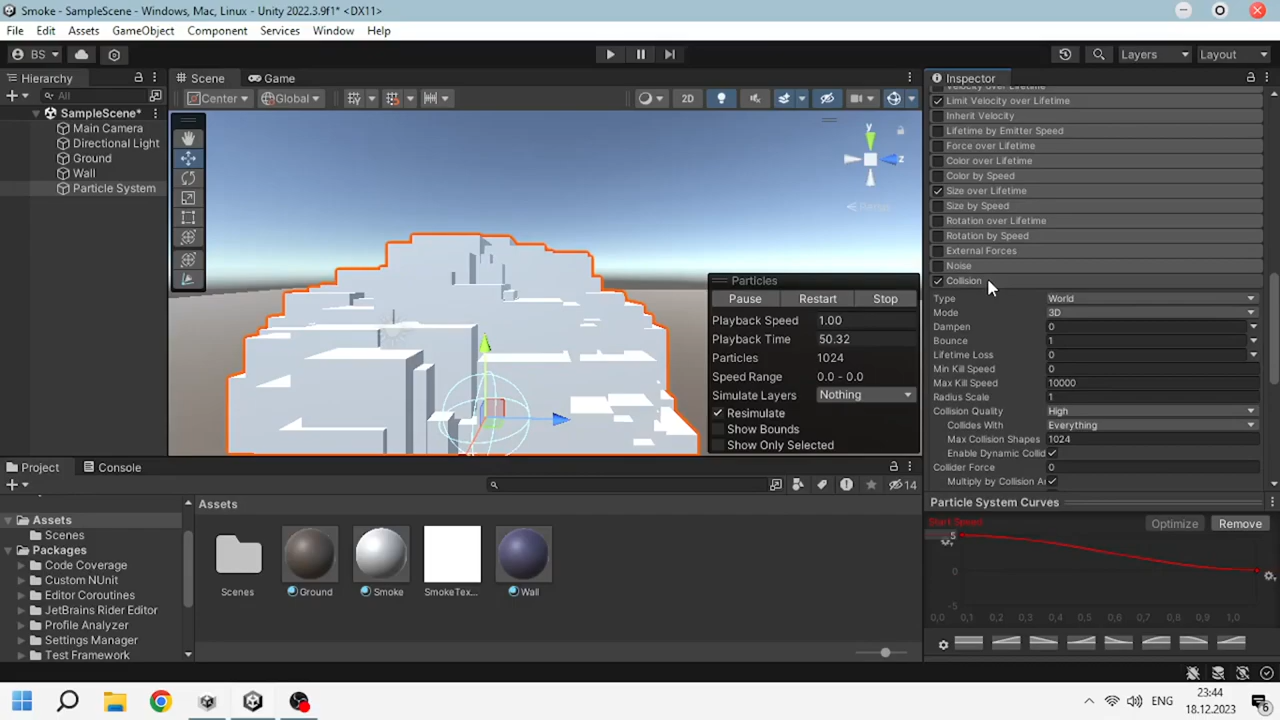 Smoke - SampleScene - Windows, Mac, Linux - Unity 2022.3.9f1* <DX11>
File Edit Assets GameObject Component Services Window Help
BS Layers Layout
Hierarchy Scene Game Inspector
All Center Global 2D
SampleScene*
Main Camera
Directional Light
Ground
Wall
Particle System
y
z
Persp
Particles
Pause Restart Stop
Playback Speed 1.00
Playback Time 50.32
Particles 1024
Speed Range 0.0 - 0.0
Simulate Layers Nothing
Resimulate
Show Bounds
Show Only Selected
Velocity over Lifetime
Limit Velocity over Lifetime
Inherit Velocity
Lifetime by Emitter Speed
Force over Lifetime
Color over Lifetime
Color by Speed
Size over Lifetime
Size by Speed
Rotation over Lifetime
Rotation by Speed
External Forces
Noise
Collision
Type World
Mode 3D
Dampen 0
Bounce 1
Lifetime Loss 0
Min Kill Speed 0
Max Kill Speed 10000
Radius Scale 1
Collision Quality High
Collides With Everything
Max Collision Shapes 1024
Enable Dynamic Collid
Collider Force 0
Multiply by Collision A
Particle System Curves
Start Speed Optimize Remove
5
0
-5
0,0 0,1 0,2 0,3 0,4 0,5 0,6 0,7 0,8 0,9 1,0
Project Console
14
Assets
Scenes
Packages
Code Coverage
Custom NUnit
Editor Coroutines
JetBrains Rider Editor
Profile Analyzer
Settings Manager
Test Framework
Assets
Scenes Ground Smoke SmokeTex... Wall
ENG
23:44
18.12.2023
6